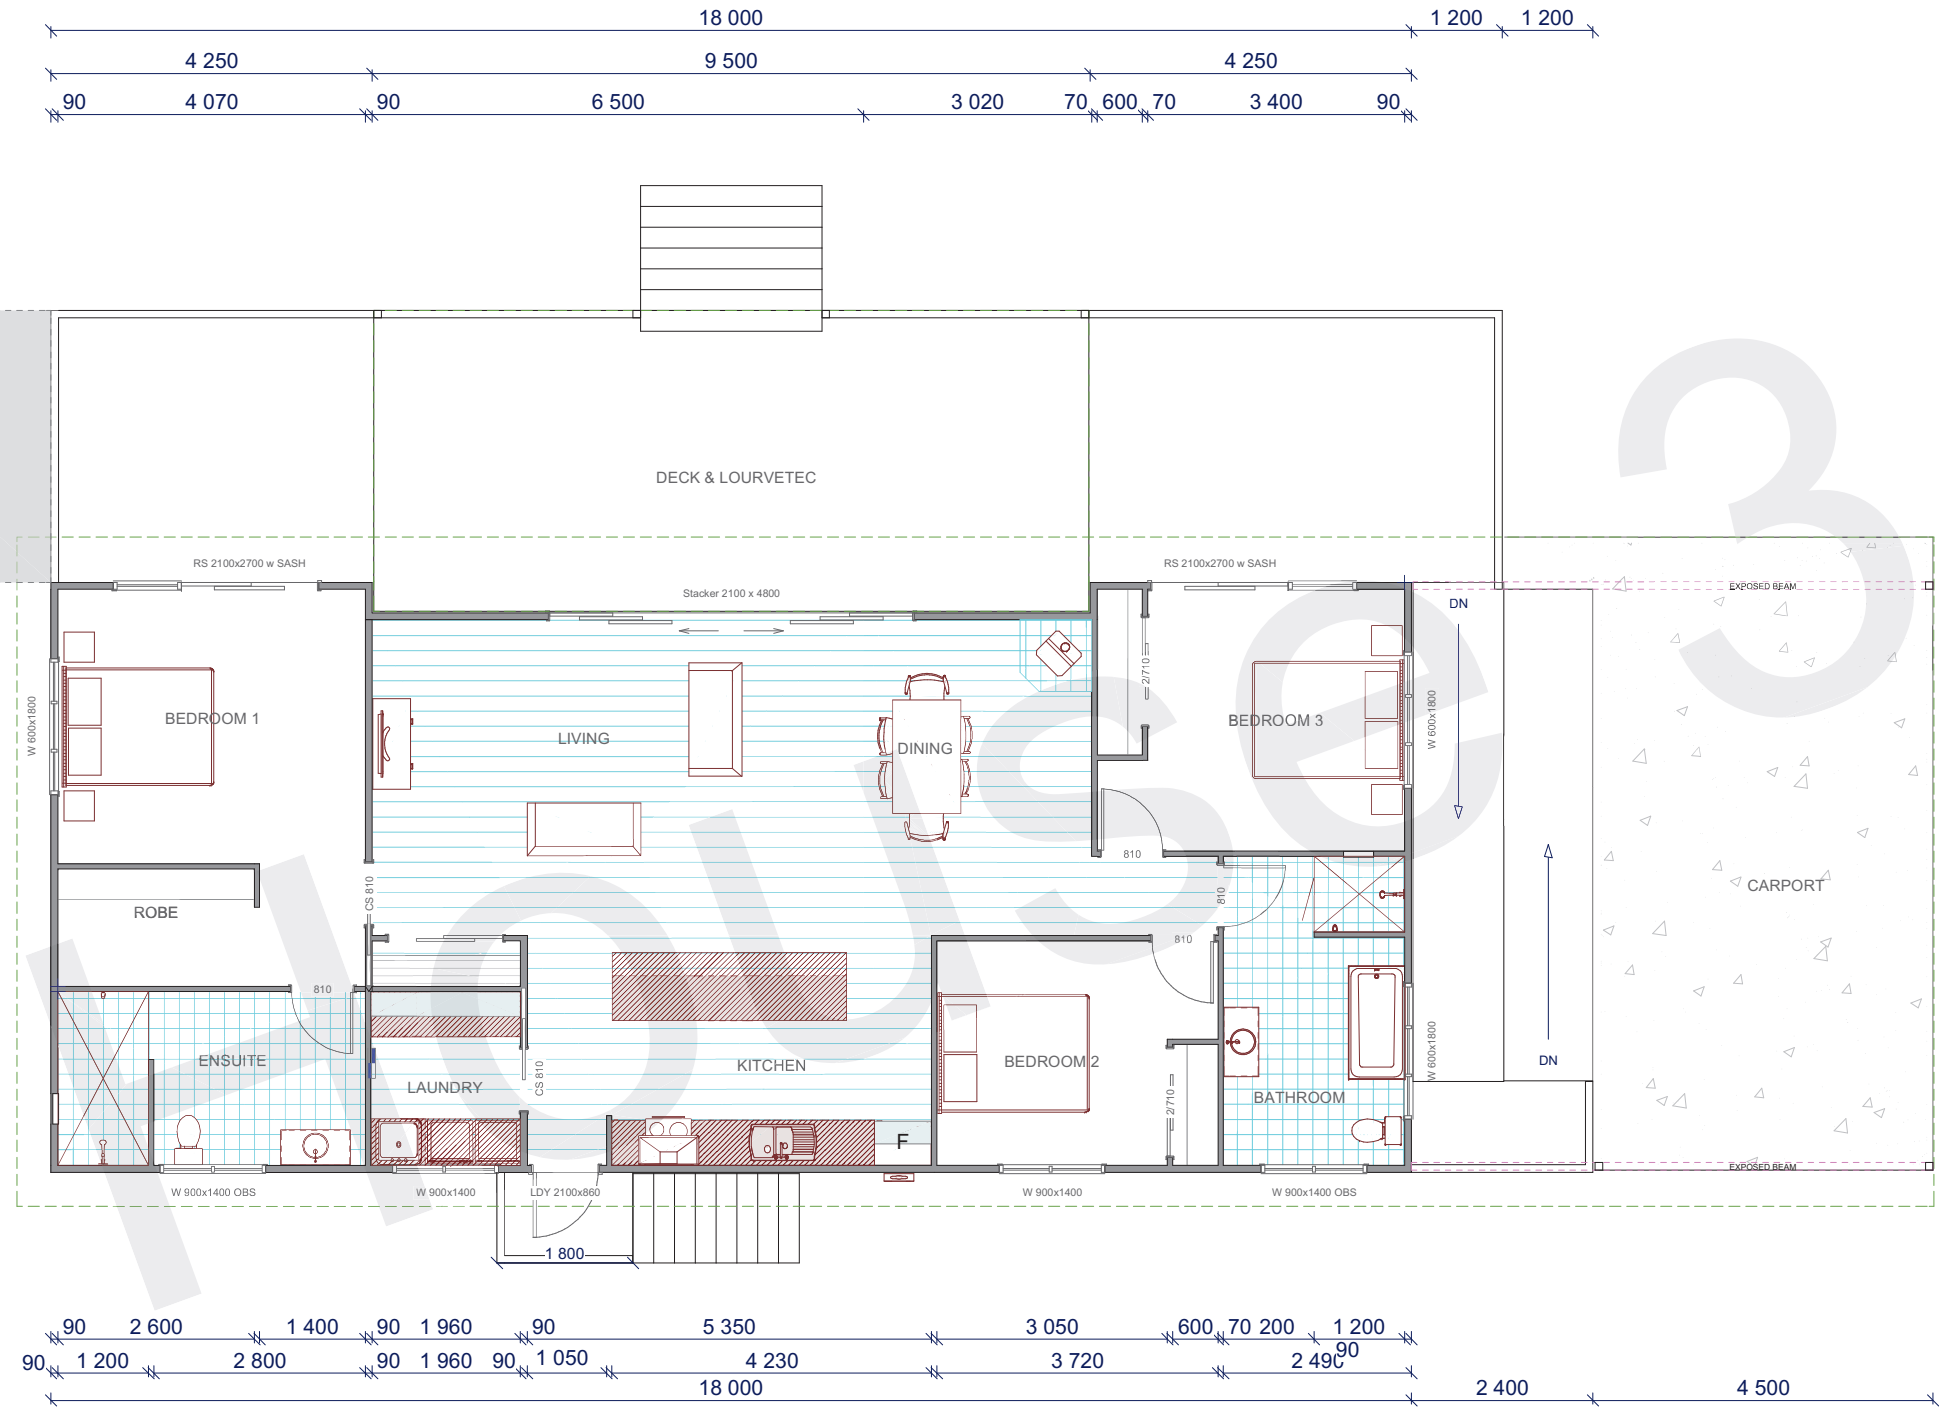 18 000 1 200 1 200
4 250 9 500 4 250
90 4 070 90 6 500 3 020 70 600 70 3 400 90
DECK & LOURVETEC
RS 2100x2700 w SASH
RS 2100x2700 w SASH
Stacker 2100 x 4800
EXPOSED BEAM
DN
W 600x1800
BEDROOM 1
LIVING
DINING
2/710
BEDROOM 3
W 600x1800
House 3
810
CS 810
ROBE
810
CARPORT
810
810
ENSUITE
LAUNDRY
CS 810
KITCHEN
BEDROOM 2
2/710
BATHROOM
W 600x1800
DN
F
EXPOSED BEAM
W 900x1400 OBS
W 900x1400
LDY 2100x860
W 900x1400
W 900x1400 OBS
1 800
90 2 600 1 400 90 1 960 90 5 350 3 050 600 70 200 1 200
90
90 1 200 2 800 90 1 960 90 1 050 4 230 3 720 2 490
18 000 2 400 4 500